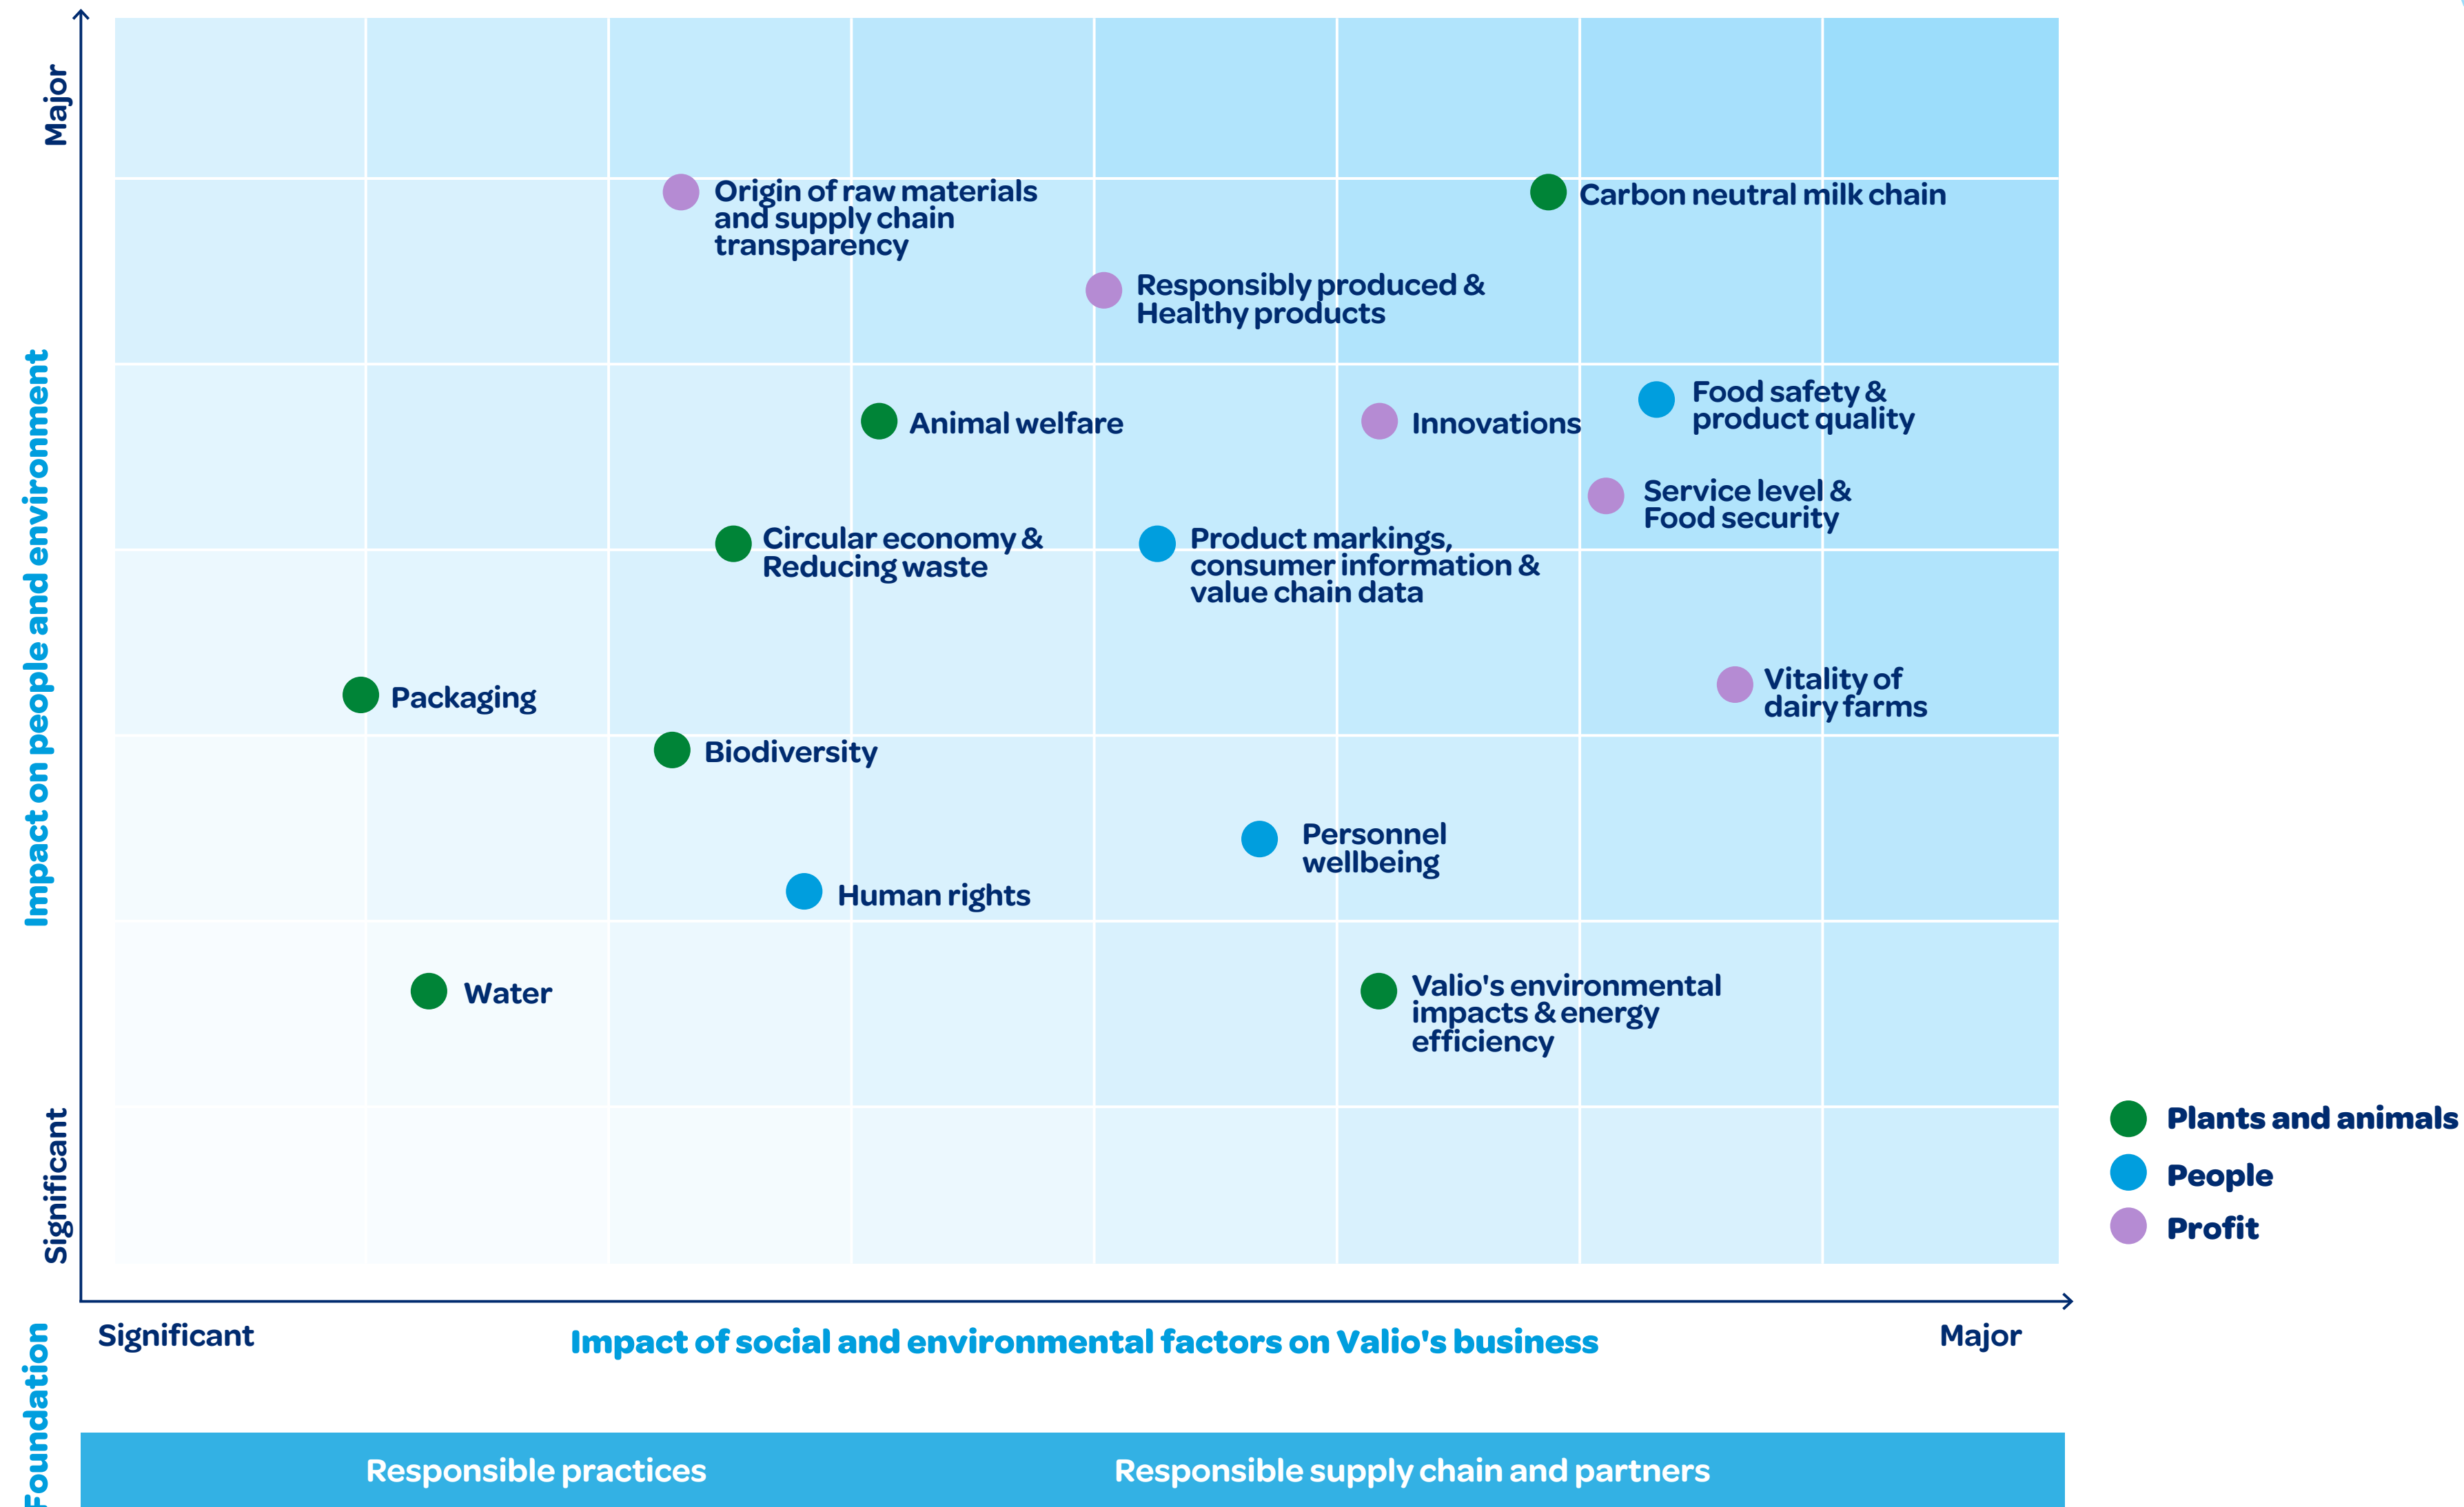 Major
Impact on people and environment
Significant
Origin of raw materials
and supply chain
transparency
Carbon neutral milk chain
Responsibly produced &
Healthy products
Animal welfare
Innovations
Food safety &
product quality
Service level &
Food security
Circular economy &
Reducing waste
Product markings,
consumer information &
value chain data
Packaging
Vitality of
dairy farms
Biodiversity
Personnel
wellbeing
Human rights
Water
Valio's environmental
impacts & energy
efficiency
Plants and animals
People
Profit
Significant
Impact of social and environmental factors on Valio's business
Major
Foundation
Responsible practices
Responsible supply chain and partners